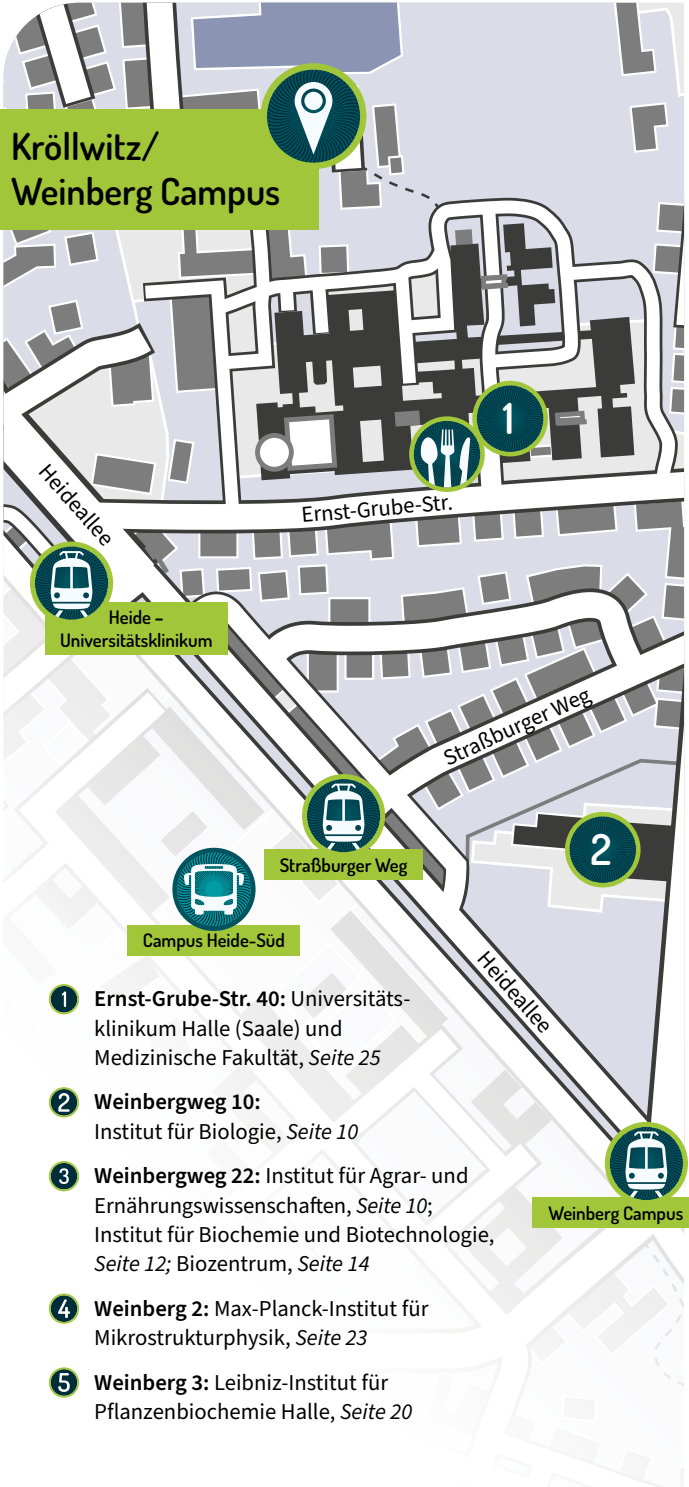 Kröllwitz/
Weinberg Campus
1
Heideallee
Ernst-Grube-Str.
Heide –
Universitätsklinikum
Straßburger Weg
2
Straßburger Weg
Campus Heide-Süd
Heideallee
Weinberg Campus
1 Ernst-Grube-Str. 40: Universitäts-
klinikum Halle (Saale) und
Medizinische Fakultät, Seite 25
2 Weinbergweg 10:
Institut für Biologie, Seite 10
3 Weinbergweg 22: Institut für Agrar- und
Ernährungswissenschaften, Seite 10;
Institut für Biochemie und Biotechnologie,
Seite 12; Biozentrum, Seite 14
4 Weinberg 2: Max-Planck-Institut für
Mikrostrukturphysik, Seite 23
5 Weinberg 3: Leibniz-Institut für
Pflanzenbiochemie Halle, Seite 20